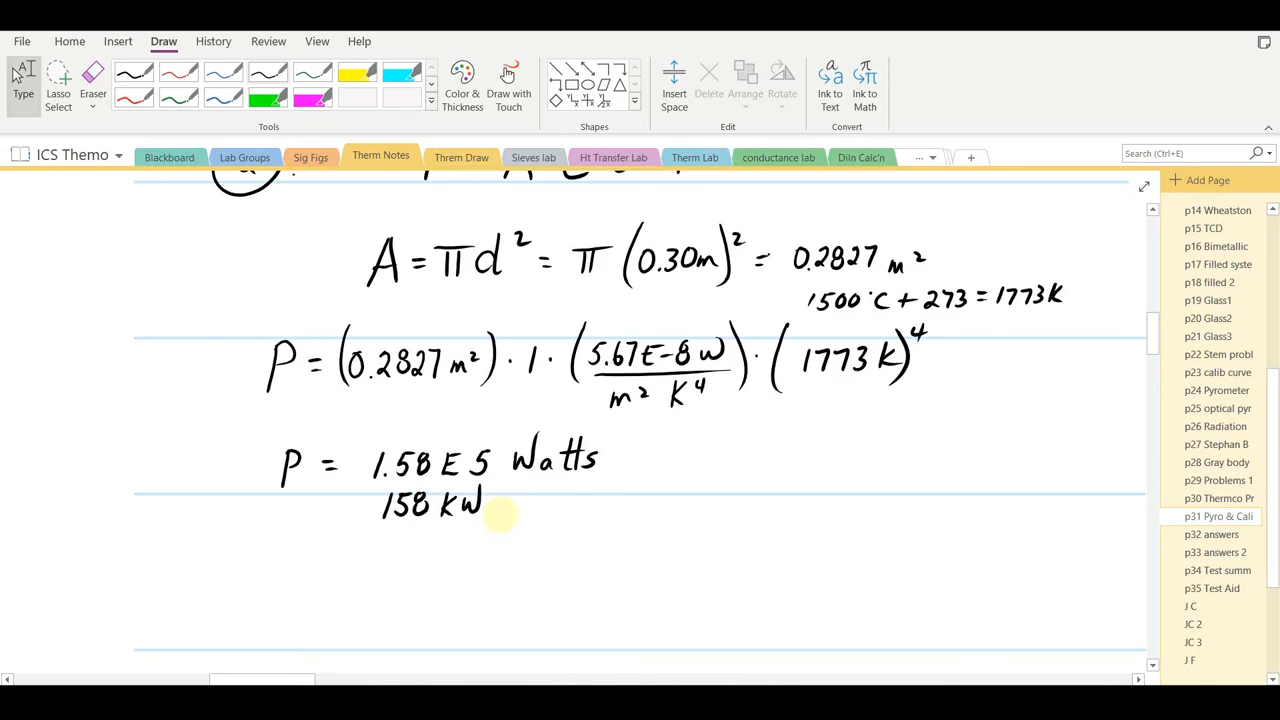 File Home Insert Draw History Review View Help
Type
Lasso Select
Eraser
Color & Thickness
Draw with Touch
Insert Space
Delete
Arrange
Rotate
Ink to Text
Ink to Math
Tools Shapes Edit Convert
ICS Themo Blackboard Lab Groups Sig Figs Therm Notes Threm Draw Sieves lab Ht Transfer Lab Therm Lab conductance lab Diln Calc'n ... Search (Ctrl+E)
A = πd² = π (0.30m)² = 0.2827 m²
1500 °C + 273 = 1773K
P = (0.2827 m²) · 1 · (5.67E-8 W / m² K⁴) · (1773 K)⁴
P = 1.58 E 5 Watts
158 KW
Add Page
p14 Wheatston
p15 TCD
p16 Bimetallic
p17 Filled syste
p18 filled 2
p19 Glass1
p20 Glass2
p21 Glass3
p22 Stem probl
p23 calib curve
p24 Pyrometer
p25 optical pyr
p26 Radiation
p27 Stephan B
p28 Gray body
p29 Problems 1
p30 Thermco Pr
p31 Pyro & Cali
p32 answers
p33 answers 2
p34 Test summ
p35 Test Aid
J C
JC 2
JC 3
J F